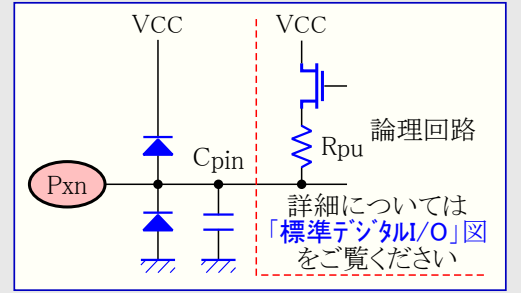 VCC
VCC
論理回路
Cpin
Rpu
Pxn
詳細については
「標準デジタルI/O」図
をご覧ください